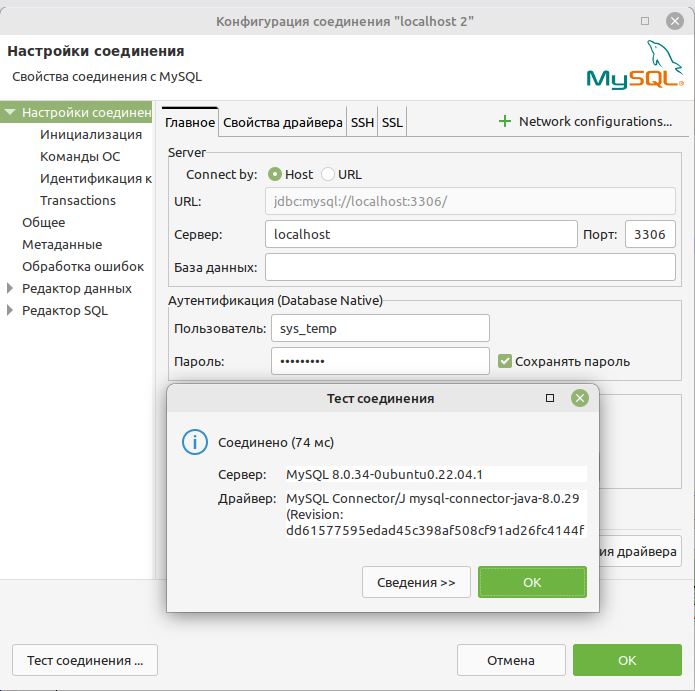 Конфигурация соединения "localhost 2"
Настройки соединения
Свойства соединения с MySQL
MySQL®
Настройки соединен
Инициализация
Команды ОС
Идентификация к
Transactions
Общее
Метаданные
Обработка ошибок
Редактор данных
Редактор SQL
Главное Свойства драйвера SSH SSL + Network configurations...
Server
Connect by: Host URL
URL: jdbc:mysql://localhost:3306/
Сервер: localhost Порт: 3306
База данных:
Аутентификация (Database Native)
Пользователь: sys_temp
Пароль: ••••••••• Сохранять пароль
Тест соединения
Соединено (74 мс)
Сервер: MySQL 8.0.34-0ubuntu0.22.04.1
Драйвер: MySQL Connector/J mysql-connector-java-8.0.29
(Revision:
dd61577595edad45c398af508cf91ad26fc4144f
Сведения >> OK
ия драйвера
Тест соединения ... Отмена OK